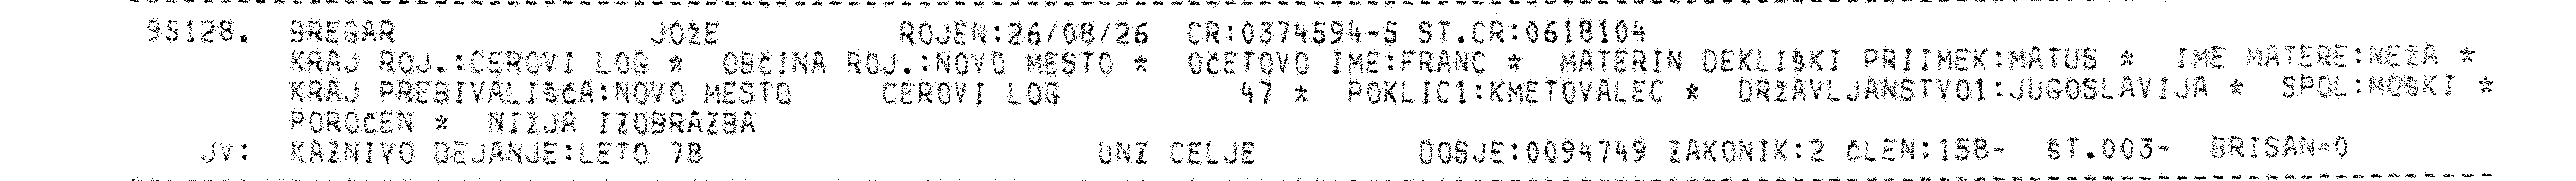 95128. BREGAR JOŽE ROJEN:26/08/26 CR:0374594-5 ST.CR:0618104
KRAJ ROJ.:CEROVI LOG * OBČINA ROJ.:NOVO MESTO * OČETOVO IME:FRANC * MATERIN DEKLIŠKI PRIIMEK:MATUS * IME MATERE:NEŽA *
KRAJ PREBIVALIŠČA:NOVO MESTO CEROVI LOG 47 * POKLIC1:KMETOVALEC * DRŽAVLJANSTVO1:JUGOSLAVIJA * SPOL:MOŠKI *
POROČEN * NIŽJA IZOBRAZBA
JV: KAZNIVO DEJANJE:LETO 78 UNZ CELJE DOSJE:0094749 ZAKONIK:2 ČLEN:158- ŠT.003- BRISAN=0